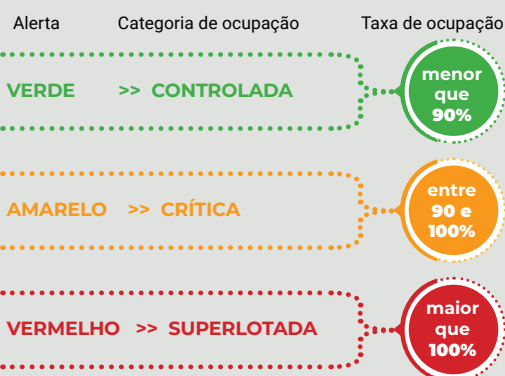 Alerta Categoria de ocupação Taxa de ocupação
VERDE >> CONTROLADA
menor
que
90%
AMARELO >> CRÍTICA
entre
90 e
100%
VERMELHO >> SUPERLOTADA
maior
que
100%